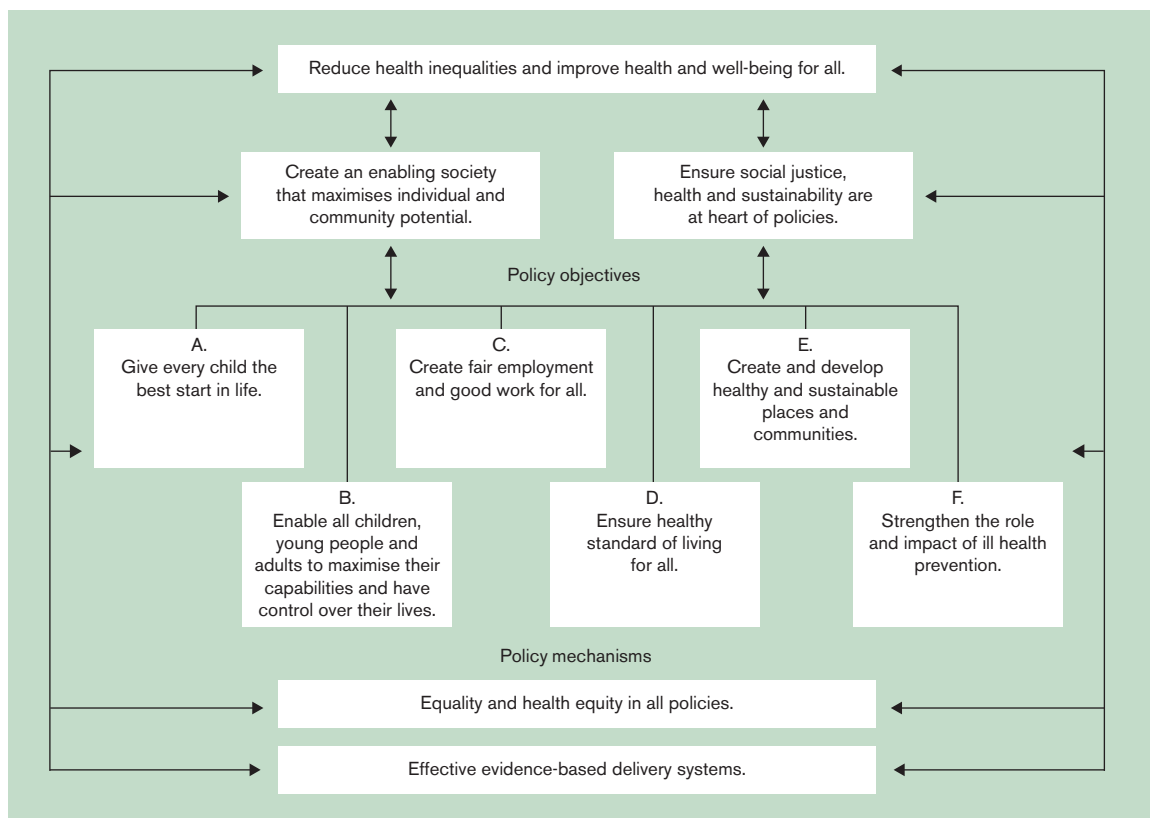 Reduce health inequalities and improve health and well-being for all.
Create an enabling society
that maximises individual and
community potential.
Ensure social justice,
health and sustainability are
at heart of policies.
Policy objectives
A.
Give every child the
best start in life.
B.
Enable all children,
young people and
adults to maximise their
capabilities and have
control over their lives.
C.
Create fair employment
and good work for all.
D.
Ensure healthy
standard of living
for all.
E.
Create and develop
healthy and sustainable
places and
communities.
F.
Strengthen the role
and impact of ill health
prevention.
Policy mechanisms
Equality and health equity in all policies.
Effective evidence-based delivery systems.